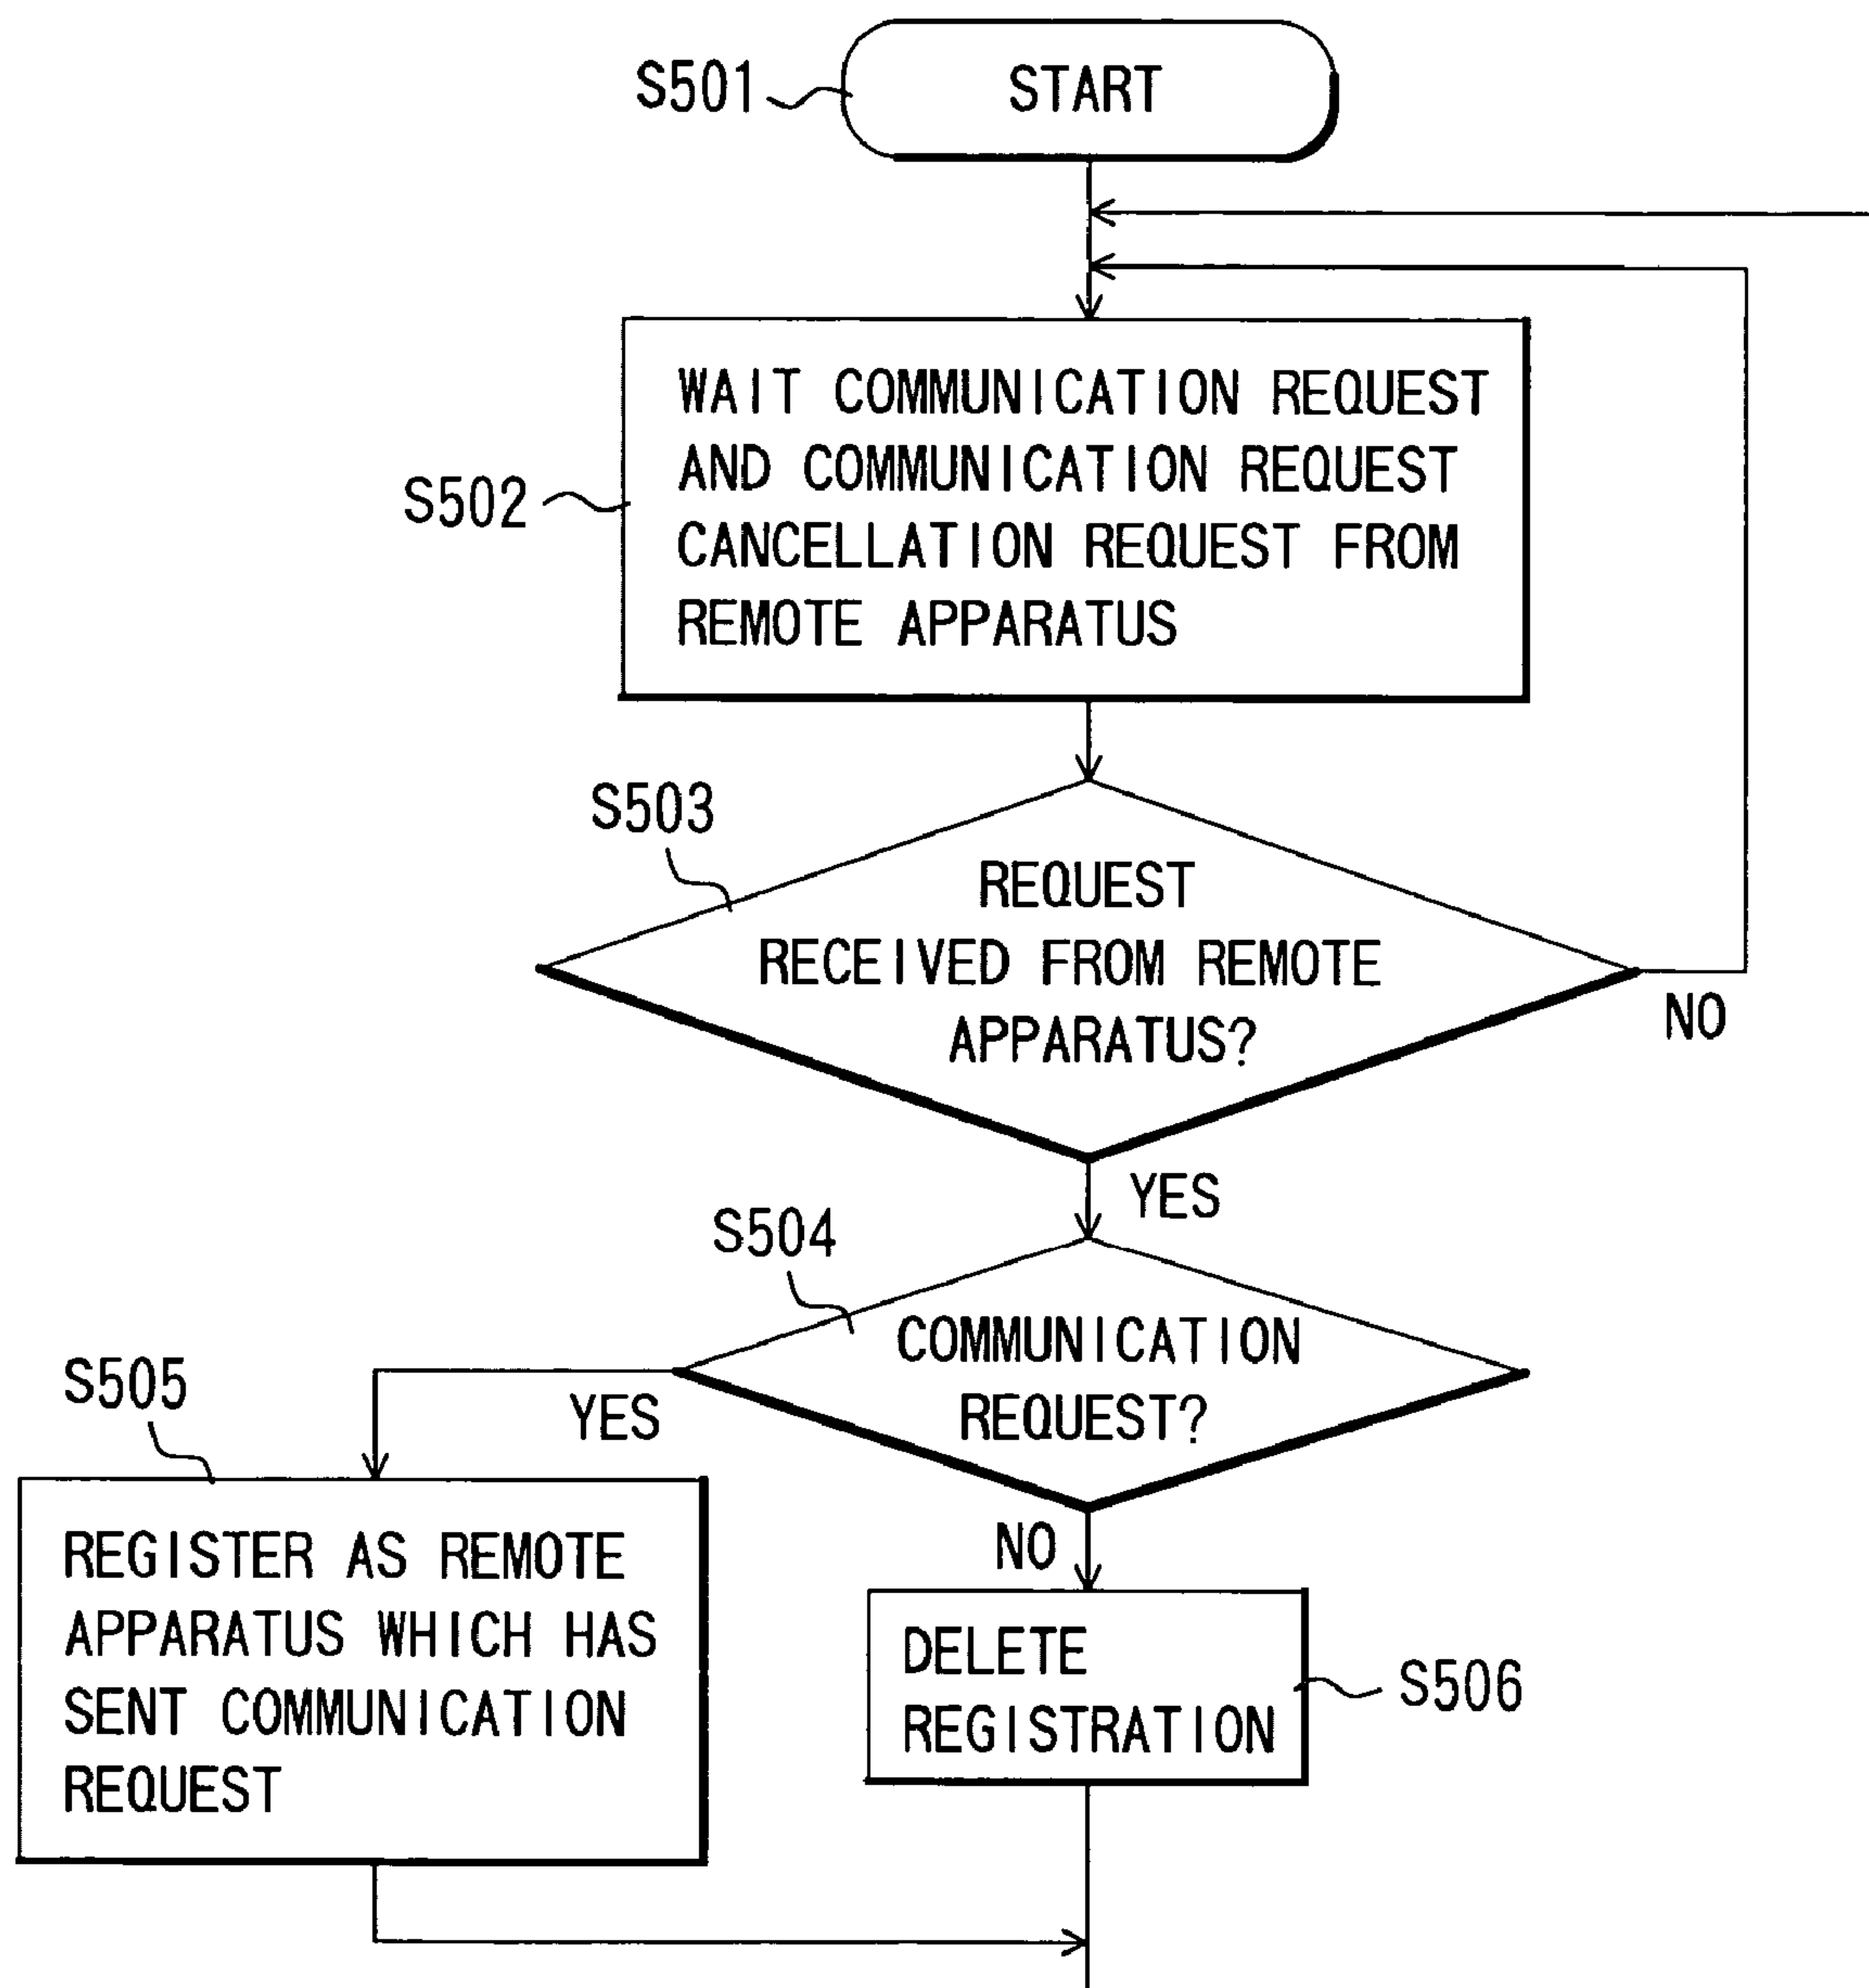 S501
START
WAIT COMMUNICATION REQUEST
AND COMMUNICATION REQUEST
CANCELLATION REQUEST FROM
REMOTE APPARATUS
S502
S503
REQUEST
RECEIVED FROM REMOTE
APPARATUS?
NO
YES
S504
COMMUNICATION
REQUEST?
YES
S505
NO
REGISTER AS REMOTE
APPARATUS WHICH HAS
SENT COMMUNICATION
REQUEST
DELETE
REGISTRATION
S506